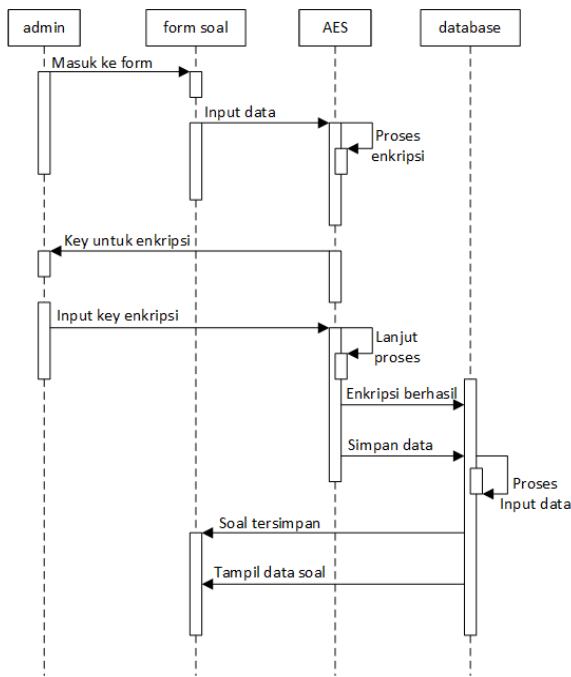 admin
form soal
AES
database
Masuk ke form
Input data
Proses
enkripsi
Key untuk enkripsi
Input key enkripsi
Lanjut
proses
Enkripsi berhasil
Simpan data
Proses
Input data
Soal tersimpan
Tampil data soal